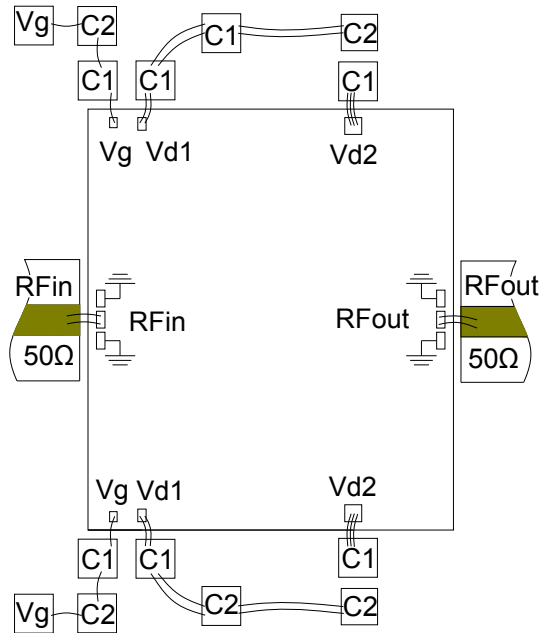 Vg C2 C1 C2
C1 C1 C1
Vg Vd1 Vd2
RFin RFout
RFin RFout
50Ω 50Ω
Vg Vd1 Vd2
C1 C1 C1
Vg C2 C2 C2